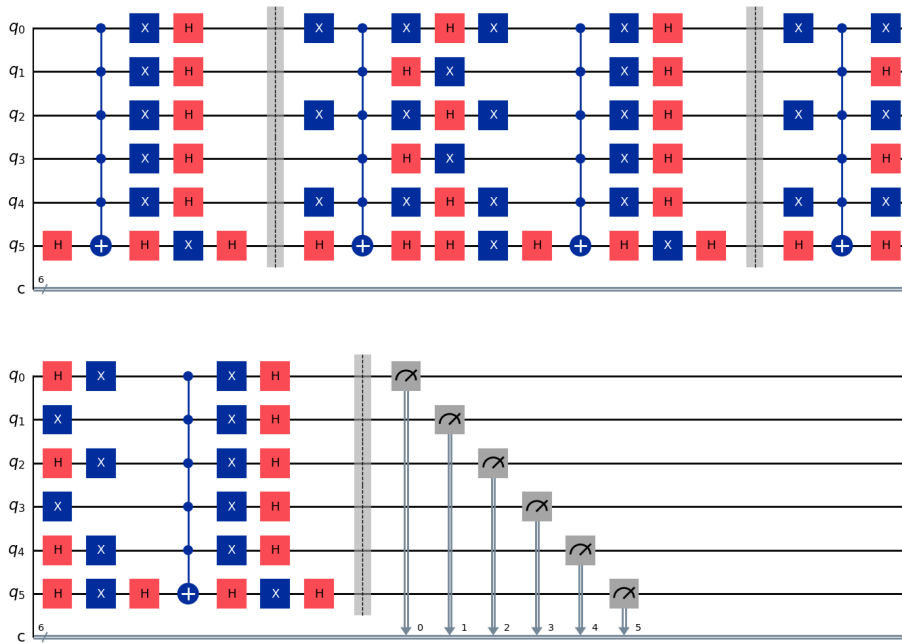 q0 X H X X H X X H X X
q1 X H H X X H H
q2 X H X X H X X H X X
q3 X H H X X H H
q4 X H X X H X X H X X
q5 H H X H H H H X H H X H H H
c 6
q0 H X X H
q1 X X H
q2 H X X H
q3 X X H
q4 H X X H
q5 H X H H X H
c 6 0 1 2 3 4 5